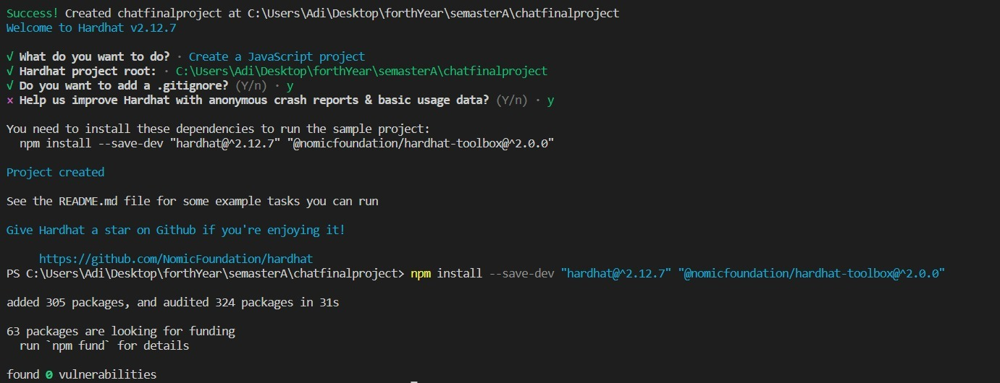 Success! Created chatfinalproject at C:\Users\Adi\Desktop\forthYear\semasterA\chatfinalproject
Welcome to Hardhat v2.12.7
√ What do you want to do? · Create a JavaScript project
√ Hardhat project root: · C:\Users\Adi\Desktop\forthYear\semasterA\chatfinalproject
√ Do you want to add a .gitignore? (Y/n) · y
× Help us improve Hardhat with anonymous crash reports & basic usage data? (Y/n) · y
You need to install these dependencies to run the sample project:
npm install --save-dev "hardhat@^2.12.7" "@nomicfoundation/hardhat-toolbox@^2.0.0"
Project created
See the README.md file for some example tasks you can run
Give Hardhat a star on Github if you're enjoying it!
https://github.com/NomicFoundation/hardhat
PS C:\Users\Adi\Desktop\forthYear\semasterA\chatfinalproject> npm install --save-dev "hardhat@^2.12.7" "@nomicfoundation/hardhat-toolbox@^2.0.0"
added 305 packages, and audited 324 packages in 31s
63 packages are looking for funding
run `npm fund` for details
found 0 vulnerabilities